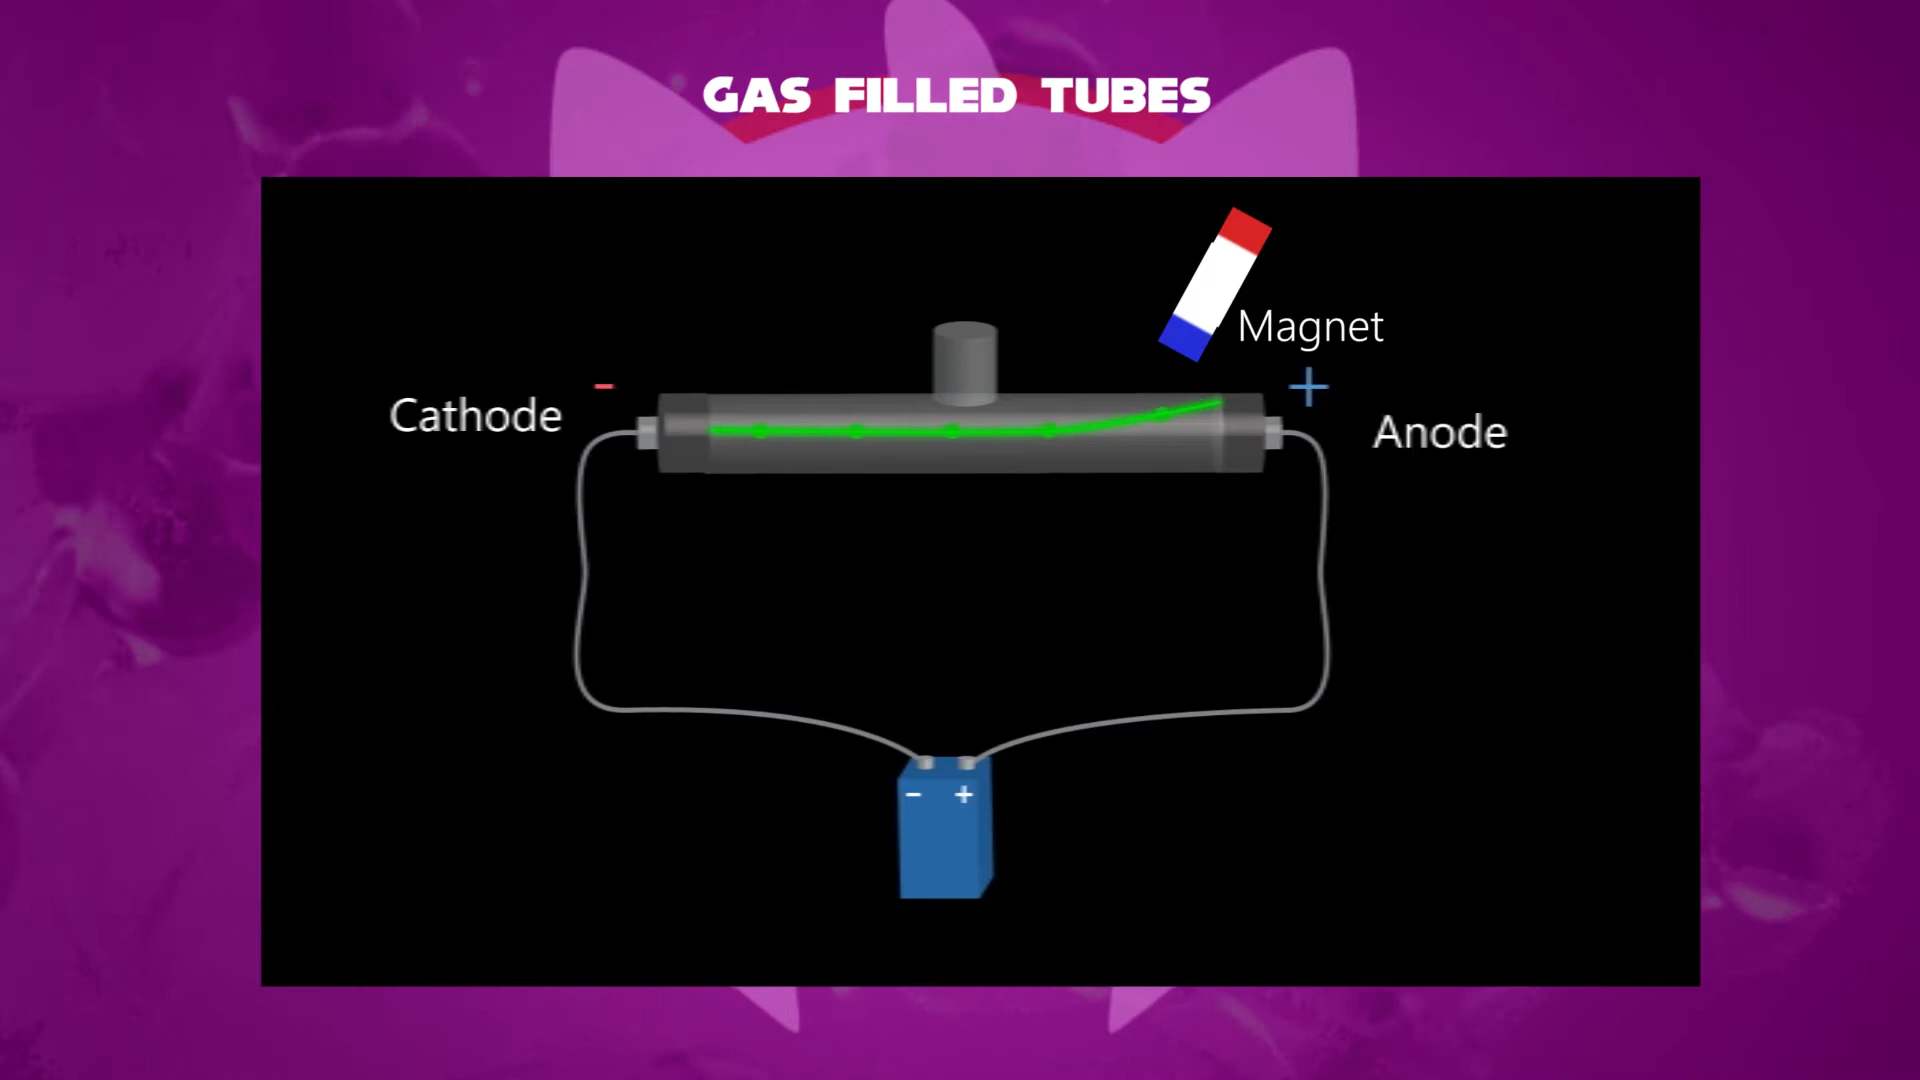 GAS FILLED TUBES
Magnet
- +
Cathode
Anode
- +